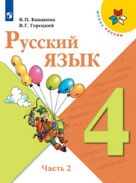 В. П. Канакина
В. Г. Горецкий
Русский
язык
4
Часть 2